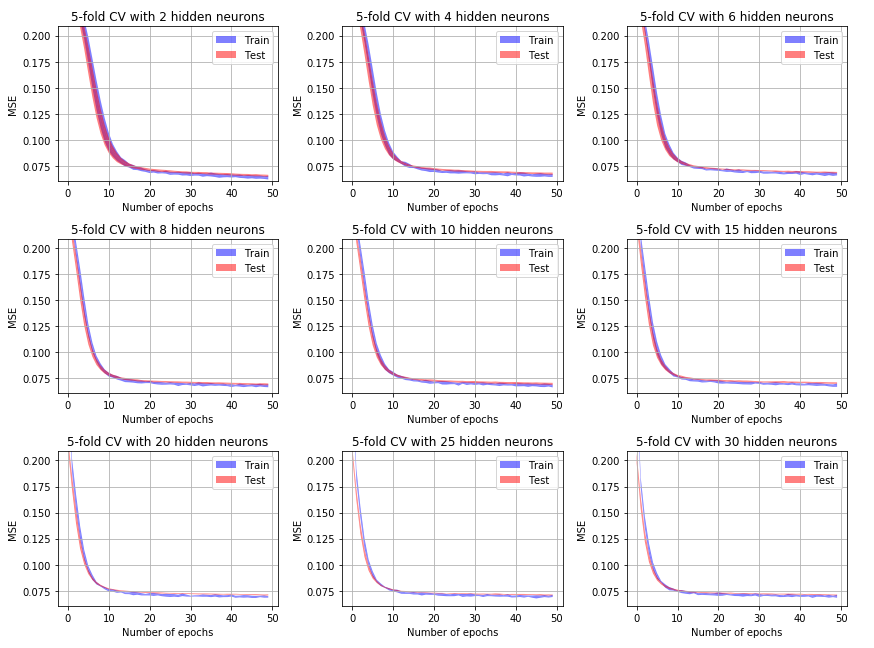 5-fold CV with 2 hidden neurons
0.200
0.175
0.150
0.125
0.100
0.075
MSE
Train
Test
0 10 20 30 40 50
Number of epochs
5-fold CV with 4 hidden neurons
0.200
0.175
0.150
0.125
0.100
0.075
MSE
Train
Test
0 10 20 30 40 50
Number of epochs
5-fold CV with 6 hidden neurons
0.200
0.175
0.150
0.125
0.100
0.075
MSE
Train
Test
0 10 20 30 40 50
Number of epochs
5-fold CV with 8 hidden neurons
0.200
0.175
0.150
0.125
0.100
0.075
MSE
Train
Test
0 10 20 30 40 50
Number of epochs
5-fold CV with 10 hidden neurons
0.200
0.175
0.150
0.125
0.100
0.075
MSE
Train
Test
0 10 20 30 40 50
Number of epochs
5-fold CV with 15 hidden neurons
0.200
0.175
0.150
0.125
0.100
0.075
MSE
Train
Test
0 10 20 30 40 50
Number of epochs
5-fold CV with 20 hidden neurons
0.200
0.175
0.150
0.125
0.100
0.075
MSE
Train
Test
0 10 20 30 40 50
Number of epochs
5-fold CV with 25 hidden neurons
0.200
0.175
0.150
0.125
0.100
0.075
MSE
Train
Test
0 10 20 30 40 50
Number of epochs
5-fold CV with 30 hidden neurons
0.200
0.175
0.150
0.125
0.100
0.075
MSE
Train
Test
0 10 20 30 40 50
Number of epochs